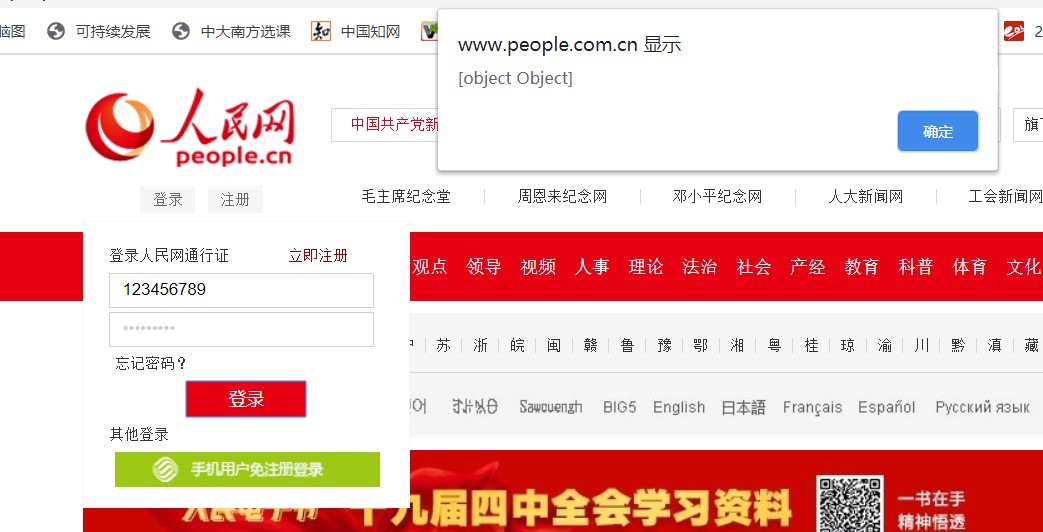 脑图 可持续发展 中大南方选课 知 中国知网 2
www.people.com.cn 显示
[object Object]
确定
人民网
people.cn
中国共产党新
旗下
登录 注册 毛主席纪念堂 周恩来纪念网 邓小平纪念网 人大新闻网 工会新闻网
登录人民网通行证 立即注册
观点 领导 视频 人事 理论 法治 社会 产经 教育 科普 体育 文化
123456789
苏 浙 皖 闽 赣 鲁 豫 鄂 湘 粤 桂 琼 渝 川 黔 滇 藏
忘记密码？
登录
Sawcuengh BIG5 English 日本語 Français Español Русский язык
其他登录
手机用户免注册登录
人民电子书 十九届四中全会学习资料
一书在手
精神悟透